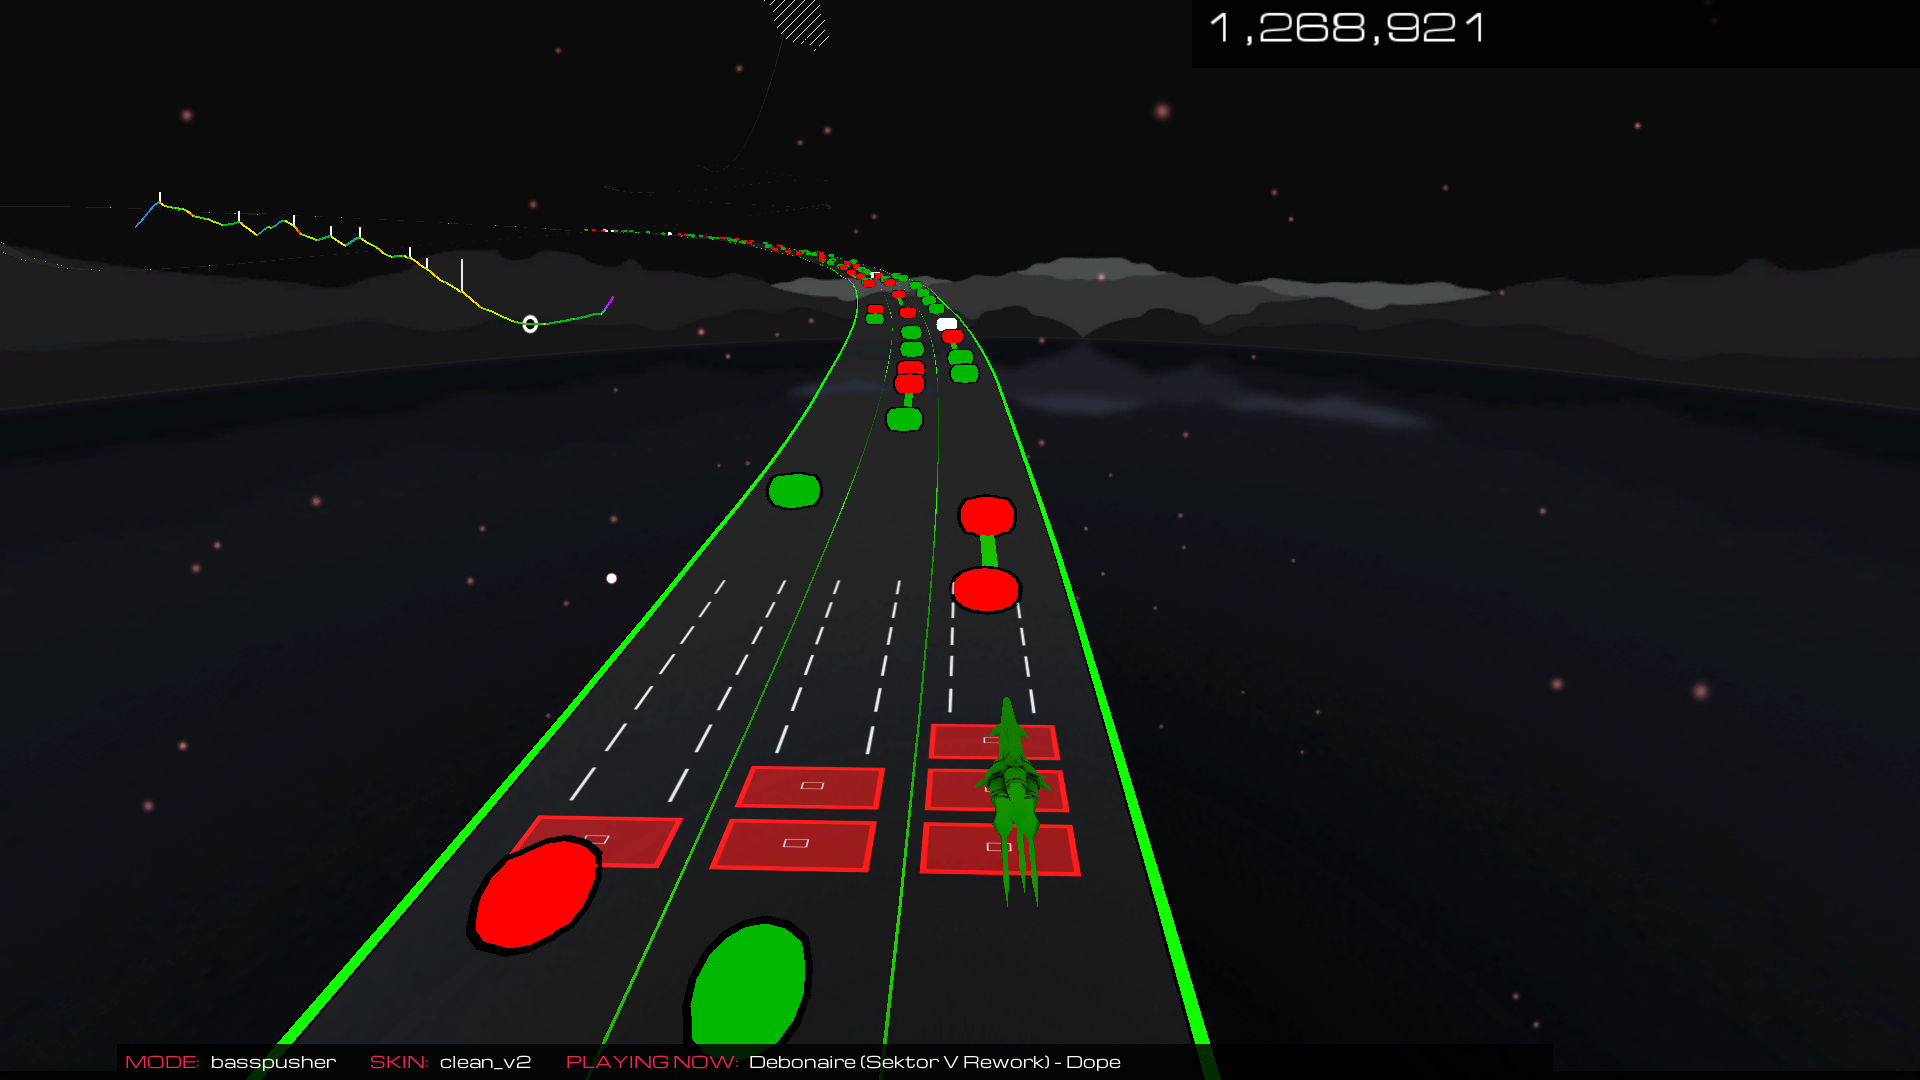 1,268,921
MODE: basspusher SKIN: clean_v2 PLAYING NOW: Debonaire (Sektor V Rework) - Dope